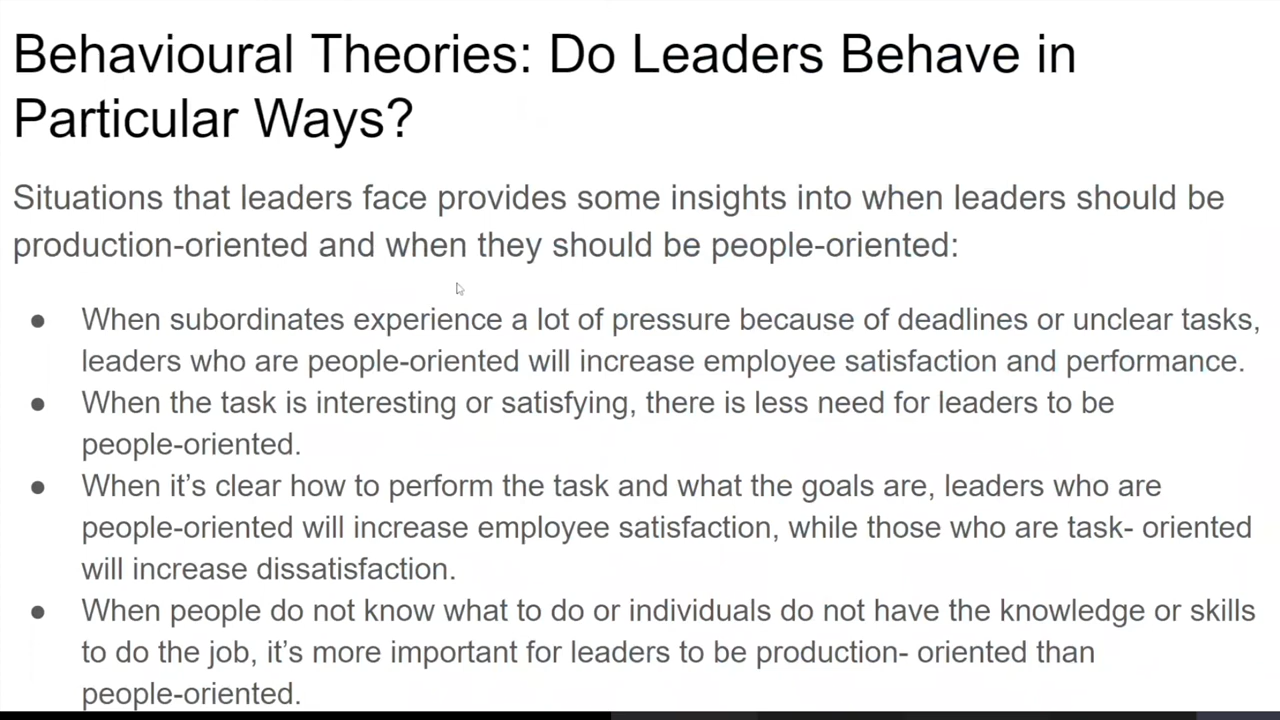 Behavioural Theories: Do Leaders Behave in
Particular Ways?
Situations that leaders face provides some insights into when leaders should be
production-oriented and when they should be people-oriented:
● When subordinates experience a lot of pressure because of deadlines or unclear tasks,
leaders who are people-oriented will increase employee satisfaction and performance.
● When the task is interesting or satisfying, there is less need for leaders to be
people-oriented.
● When it’s clear how to perform the task and what the goals are, leaders who are
people-oriented will increase employee satisfaction, while those who are task- oriented
will increase dissatisfaction.
● When people do not know what to do or individuals do not have the knowledge or skills
to do the job, it’s more important for leaders to be production- oriented than
people-oriented.